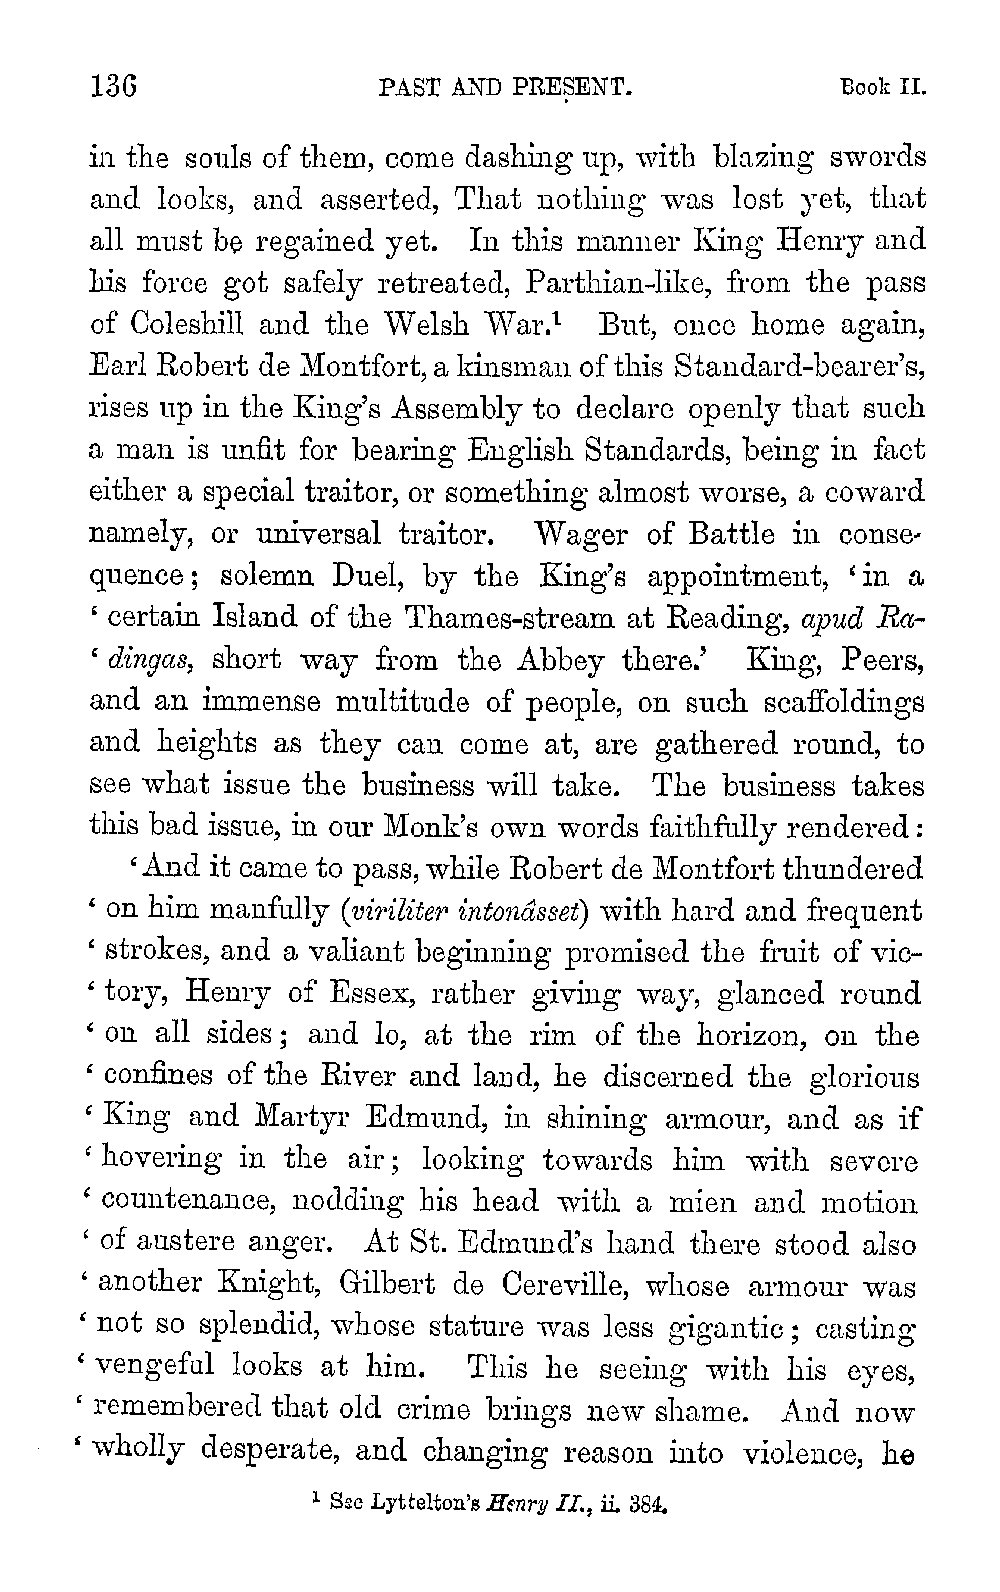 136 PAST AND PRESENT. Book II.
in the souls of them, come dashing up, with blazing swords
and looks, and asserted, That nothing was lost yet, that
all must be regained yet. In this manner King Henry and
his force got safely retreated, Parthian-like, from the pass
of Coleshill and the Welsh War.¹ But, once home again,
Earl Robert de Montfort, a kinsman of this Standard-bearer's,
rises up in the King's Assembly to declare openly that such
a man is unfit for bearing English Standards, being in fact
either a special traitor, or something almost worse, a coward
namely, or universal traitor. Wager of Battle in conse-
quence; solemn Duel, by the King's appointment, 'in a
' certain Island of the Thames-stream at Reading, apud Ra-
' dingas, short way from the Abbey there.' King, Peers,
and an immense multitude of people, on such scaffoldings
and heights as they can come at, are gathered round, to
see what issue the business will take. The business takes
this bad issue, in our Monk's own words faithfully rendered:
'And it came to pass, while Robert de Montfort thundered
' on him manfully (viriliter intonâsset) with hard and frequent
' strokes, and a valiant beginning promised the fruit of vic-
' tory, Henry of Essex, rather giving way, glanced round
' on all sides; and lo, at the rim of the horizon, on the
' confines of the River and land, he discerned the glorious
' King and Martyr Edmund, in shining armour, and as if
' hovering in the air; looking towards him with severe
' countenance, nodding his head with a mien and motion
' of austere anger. At St. Edmund's hand there stood also
' another Knight, Gilbert de Cereville, whose armour was
' not so splendid, whose stature was less gigantic; casting
' vengeful looks at him. This he seeing with his eyes,
' remembered that old crime brings new shame. And now
' wholly desperate, and changing reason into violence, he
¹ See Lyttelton's Henry II., ii. 384.